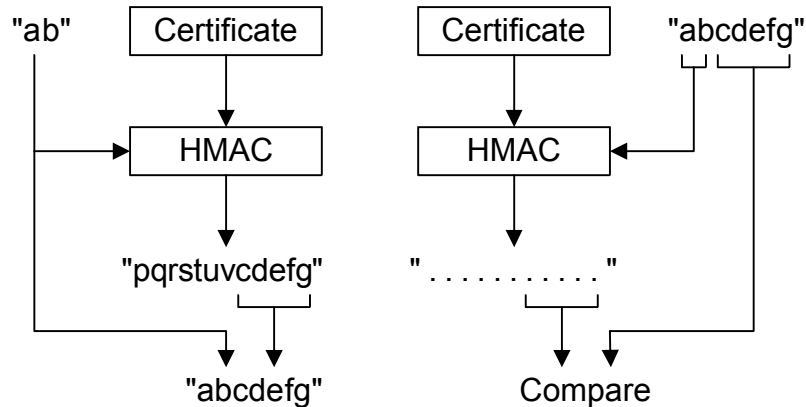 "ab" Certificate Certificate "abcdefg"
HMAC HMAC
"pqrstuvcdefg" ". . . . . . . . . . . "
"abcdefg" Compare